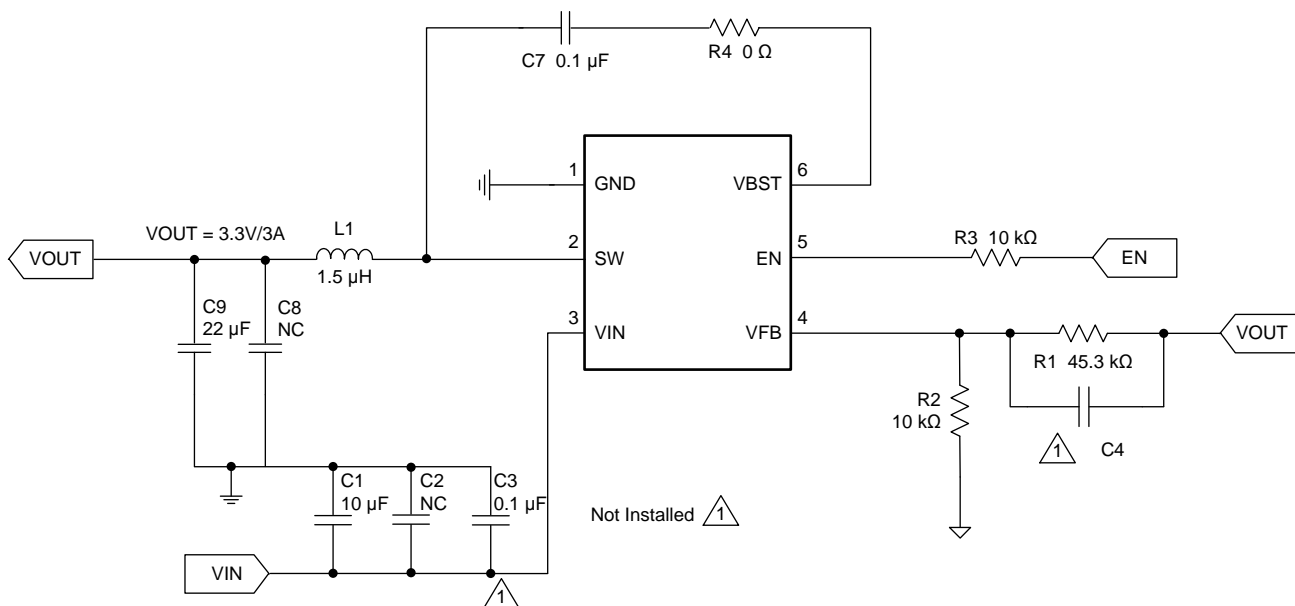 C7 0.1 µF
R4 0 Ω
1
GND
VBST
6
VOUT
VOUT = 3.3V/3A
L1
1.5 µH
2
SW
EN
5
R3 10 kΩ
EN
C9
22 µF
C8
NC
3
VIN
VFB
4
VOUT
R1 45.3 kΩ
R2
10 kΩ
1
C4
C1
10 µF
C2
NC
C3
0.1 µF
Not Installed 1
VIN
1